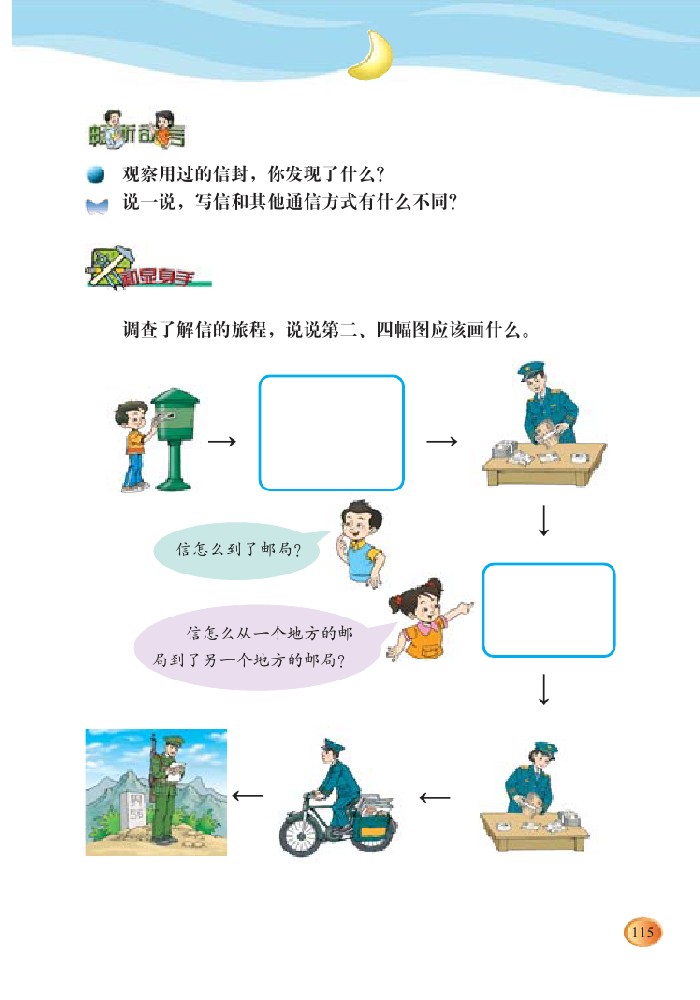 畅所欲言
观察用过的信封，你发现了什么？
说一说，写信和其他通信方式有什么不同？
初显身手
调查了解信的旅程，说说第二、四幅图应该画什么。
信怎么到了邮局？
信怎么从一个地方的邮
局到了另一个地方的邮局？
115